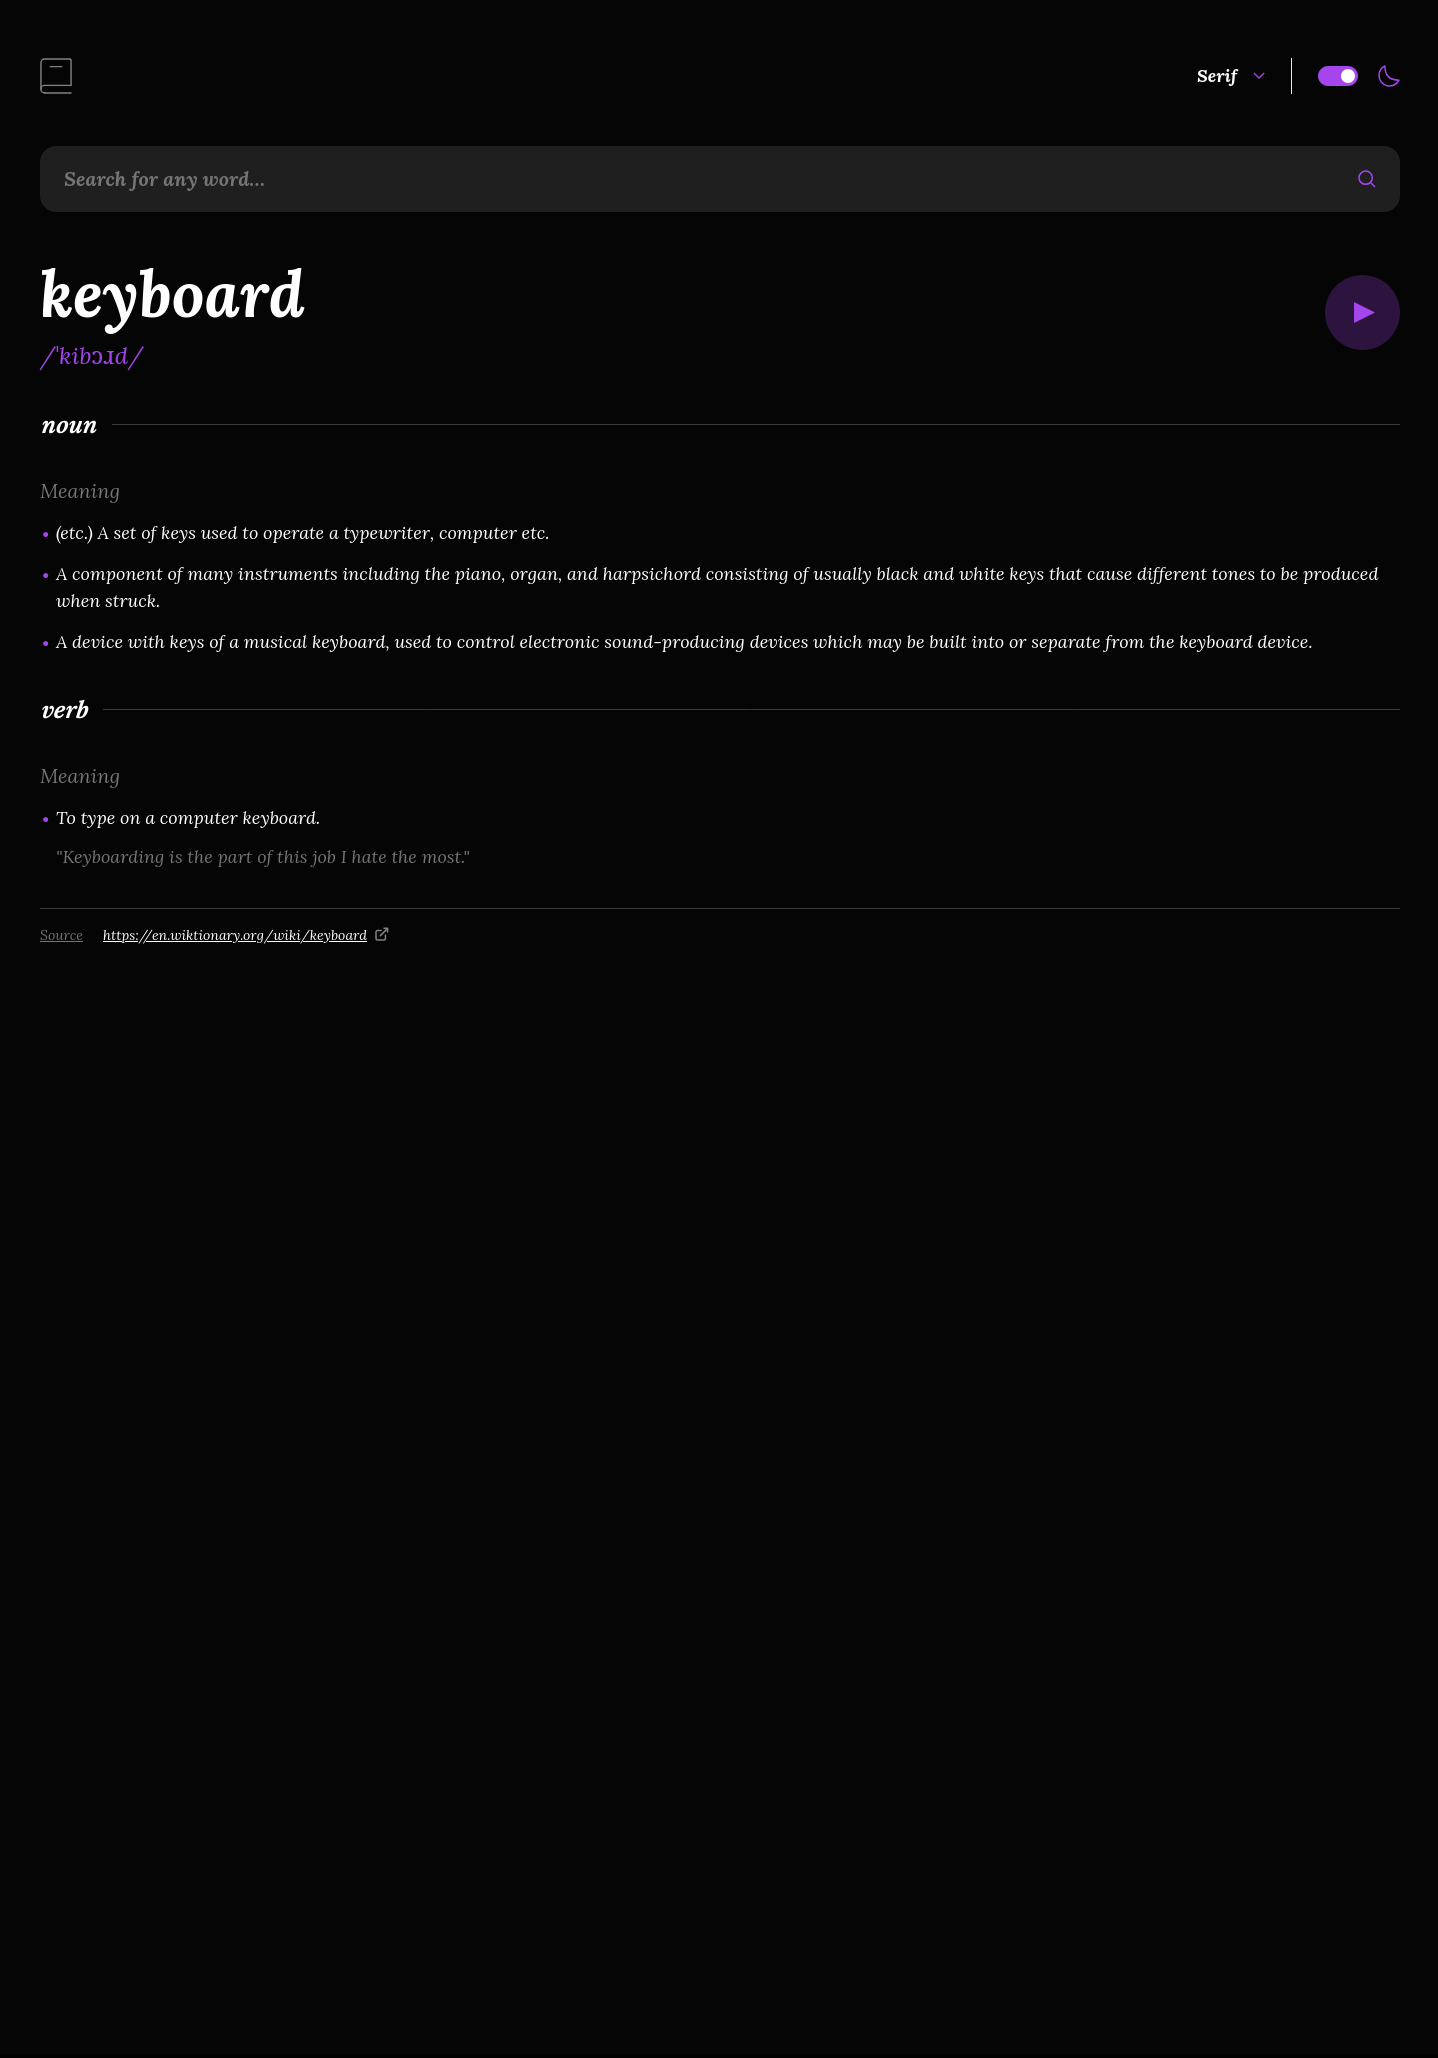 Serif
Search for any word…
keyboard
/ˈkibɔɹd/
noun
Meaning
(etc.) A set of keys used to operate a typewriter, computer etc.
A component of many instruments including the piano, organ, and harpsichord consisting of usually black and white keys that cause different tones to be produced
when struck.
A device with keys of a musical keyboard, used to control electronic sound-producing devices which may be built into or separate from the keyboard device.
verb
Meaning
To type on a computer keyboard.
"Keyboarding is the part of this job I hate the most."
Source https://en.wiktionary.org/wiki/keyboard